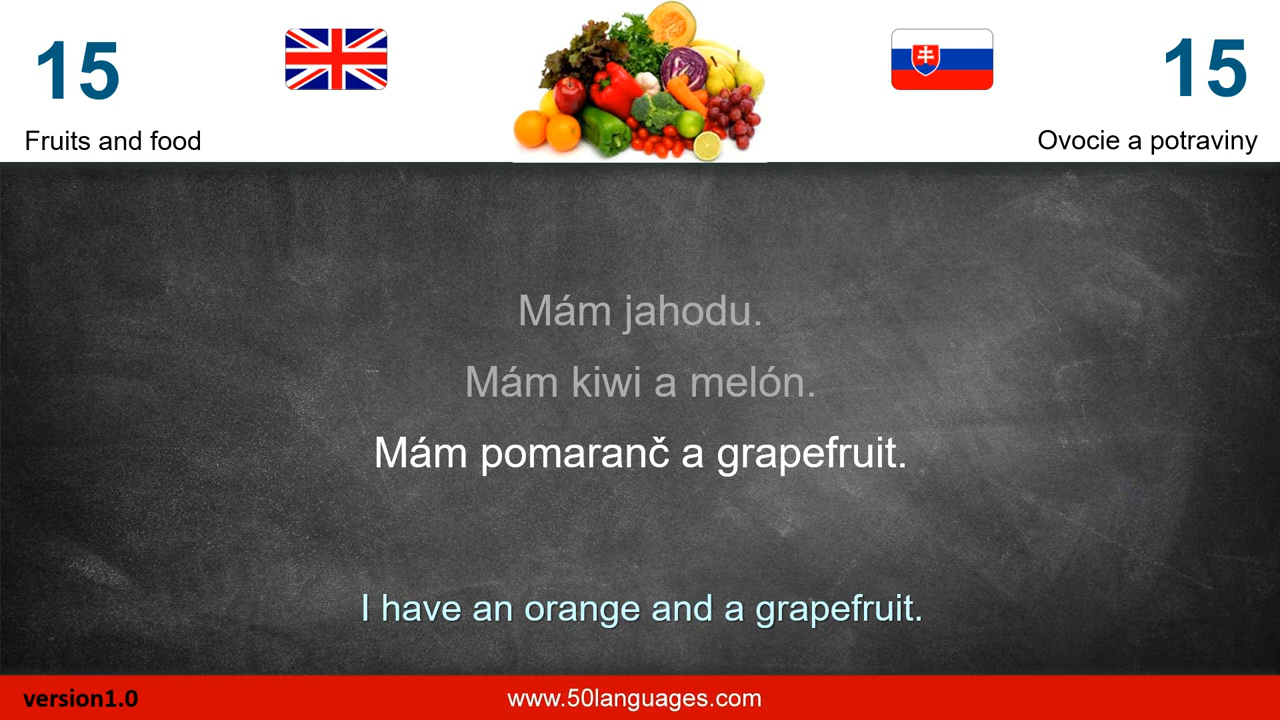 15
15
Fruits and food
Ovocie a potraviny
Mám jahodu.
Mám kiwi a melón.
Mám pomaranč a grapefruit.
I have an orange and a grapefruit.
version1.0
www.50languages.com